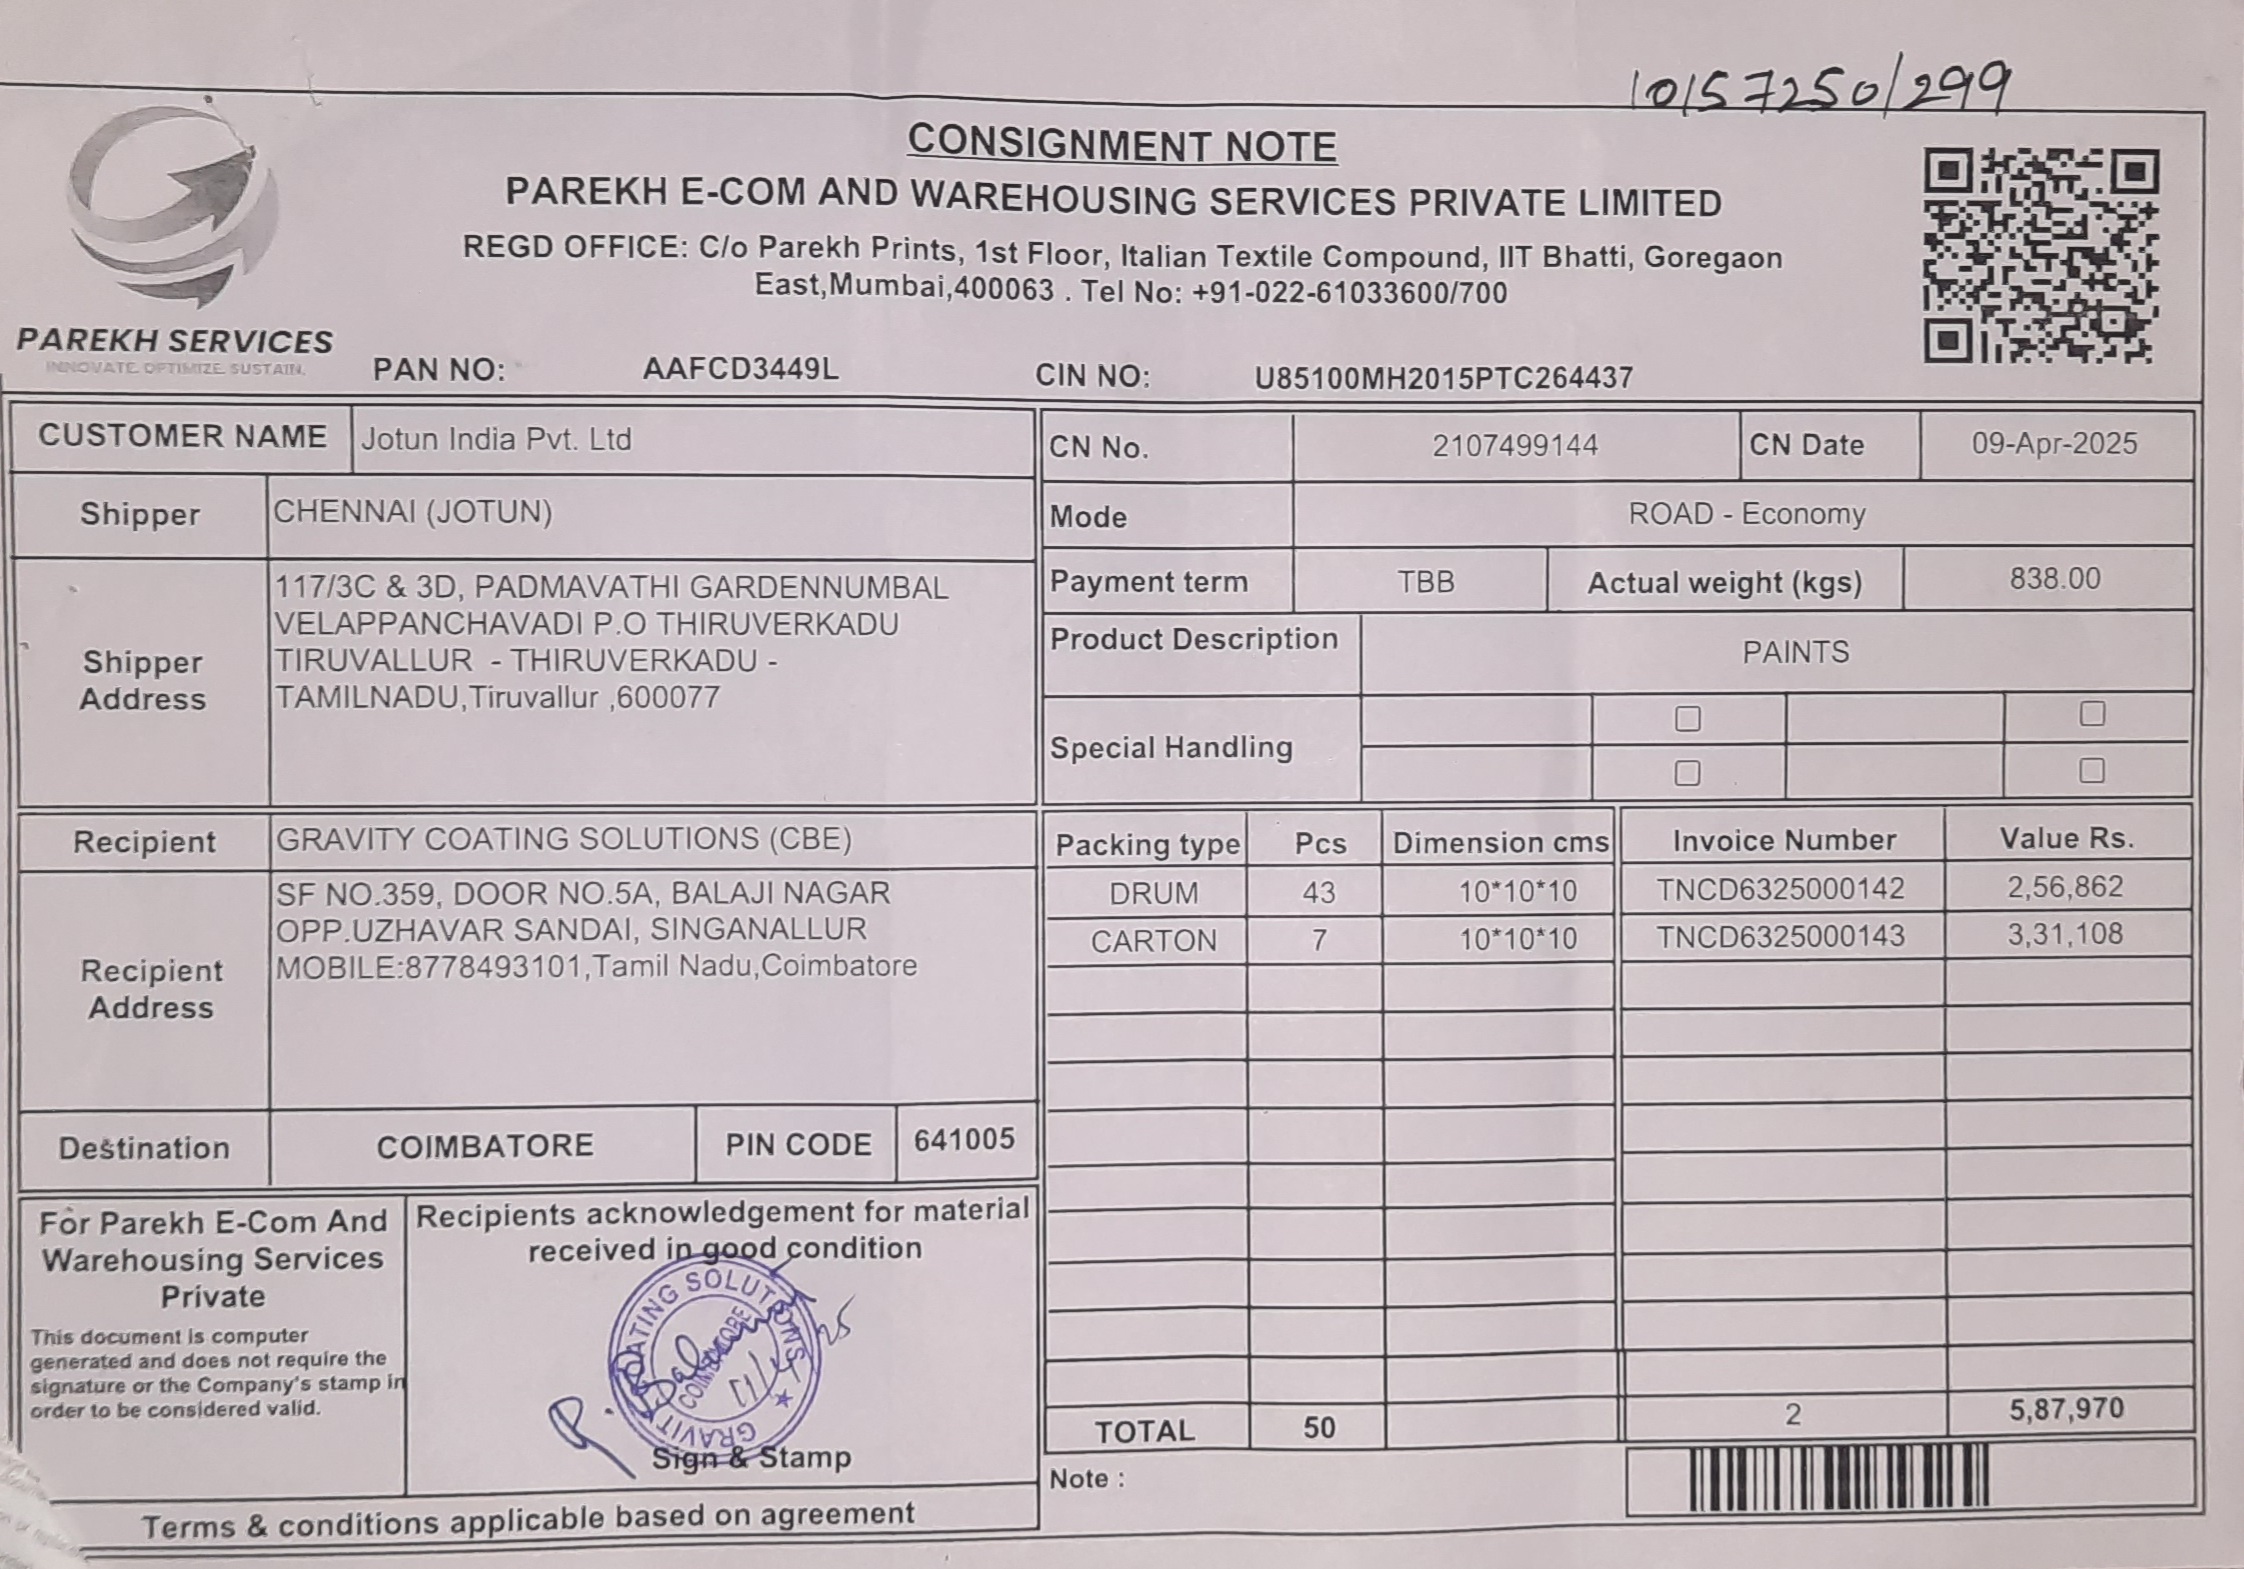 10157250/299
CONSIGNMENT NOTE
PAREKH E-COM AND WAREHOUSING SERVICES PRIVATE LIMITED
REGD OFFICE: C/o Parekh Prints, 1st Floor, Italian Textile Compound, IIT Bhatti, Goregaon
East,Mumbai,400063 . Tel No: +91-022-61033600/700
PAREKH SERVICES
INNOVATE. OPTIMIZE. SUSTAIN.
PAN NO: AAFCD3449L CIN NO: U85100MH2015PTC264437
CUSTOMER NAME Jotun India Pvt. Ltd
Shipper CHENNAI (JOTUN)
Shipper Address
117/3C & 3D, PADMAVATHI GARDENNUMBAL
VELAPPANCHAVADI P.O THIRUVERKADU
TIRUVALLUR - THIRUVERKADU -
TAMILNADU,Tiruvallur ,600077
CN No. 2107499144 CN Date 09-Apr-2025
Mode ROAD - Economy
Payment term TBB Actual weight (kgs) 838.00
Product Description PAINTS
Special Handling
Recipient GRAVITY COATING SOLUTIONS (CBE)
Recipient Address
SF NO.359, DOOR NO.5A, BALAJI NAGAR
OPP.UZHAVAR SANDAI, SINGANALLUR
MOBILE:8778493101,Tamil Nadu,Coimbatore
Destination COIMBATORE PIN CODE 641005
Packing type Pcs Dimension cms Invoice Number Value Rs.
DRUM 43 10*10*10 TNCD6325000142 2,56,862
CARTON 7 10*10*10 TNCD6325000143 3,31,108
TOTAL 50 2 5,87,970
Note :
For Parekh E-Com And
Warehousing Services
Private
This document is computer
generated and does not require the
signature or the Company's stamp in
order to be considered valid.
Recipients acknowledgement for material
received in good condition
GRAVITY COATING SOLUTIONS
COIMBATORE
Sign & Stamp
Terms & conditions applicable based on agreement